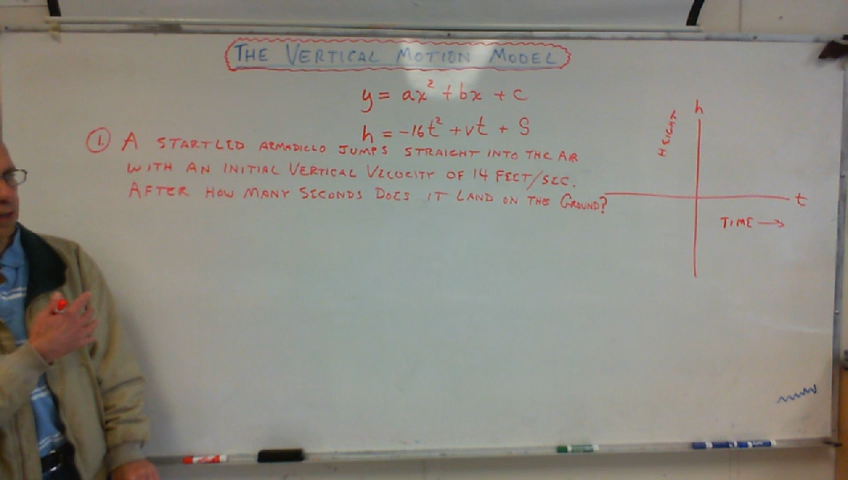 THE VERTICAL MOTION MODEL
y = ax² + bx + c
h = -16t² + vt + S
1. A STARTLED ARMADILLO JUMPS STRAIGHT INTO THE AIR
WITH AN INITIAL VERTICAL VELOCITY OF 14 FEET/SEC.
AFTER HOW MANY SECONDS DOES IT LAND ON THE GROUND?
h
HEIGHT
t
TIME →